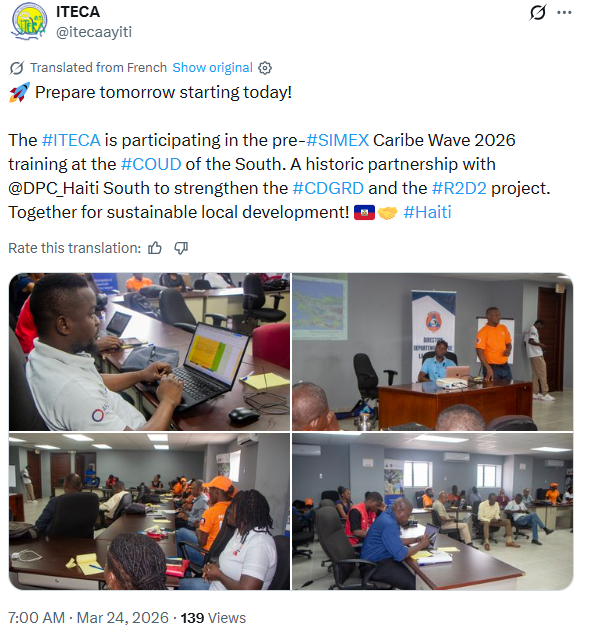 ITECA
@itecaayiti
Translated from French Show original
🚀 Prepare tomorrow starting today!
The #ITECA is participating in the pre-#SIMEX Caribe Wave 2026
training at the #COUD of the South. A historic partnership with
@DPC_Haiti South to strengthen the #CDGRD and the #R2D2 project.
Together for sustainable local development! 🇭🇹🤝 #Haiti
Rate this translation:
DIRECTION
7:00 AM · Mar 24, 2026 · 139 Views